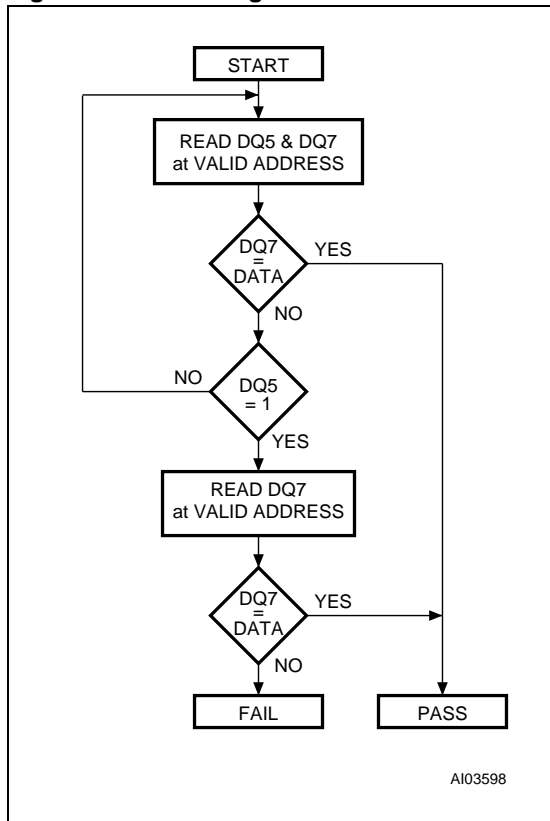 START
READ DQ5 & DQ7
at VALID ADDRESS
DQ7
=
DATA
YES
NO
DQ5
= 1
NO
YES
READ DQ7
at VALID ADDRESS
DQ7
=
DATA
YES
NO
FAIL
PASS
AI03598